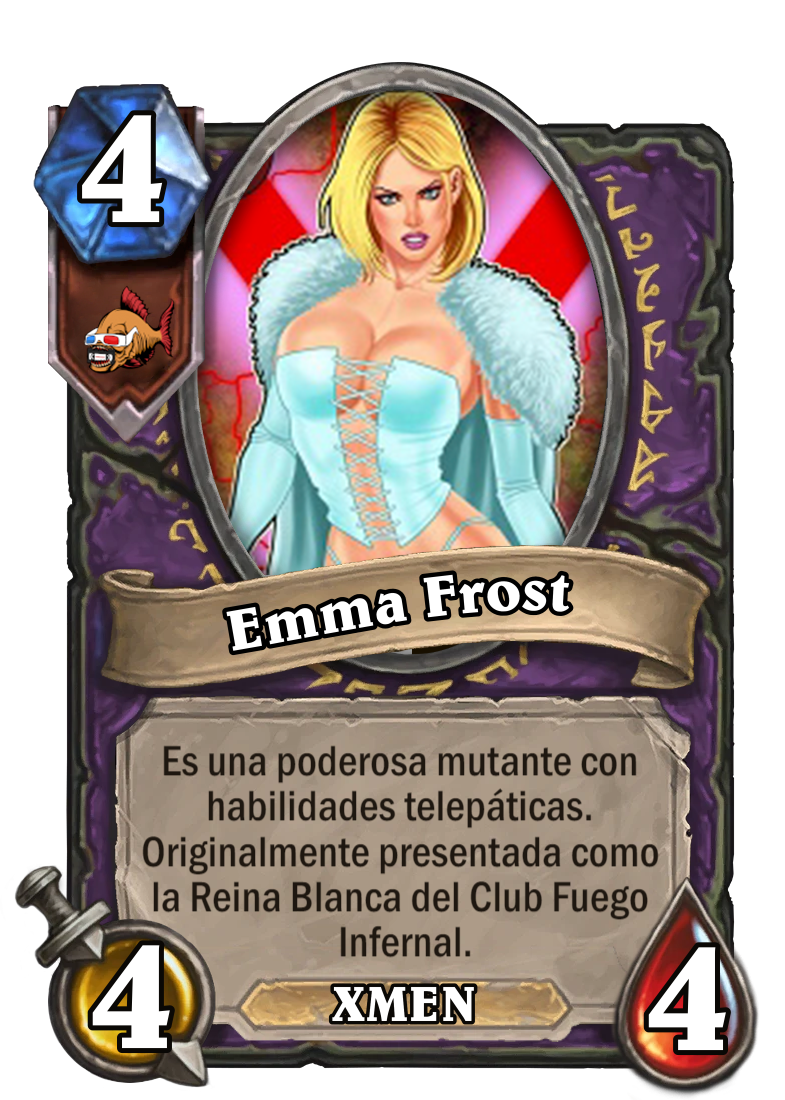 4
Emma Frost
Es una poderosa mutante con
habilidades telepáticas.
Originalmente presentada como
la Reina Blanca del Club Fuego
Infernal.
XMEN
4
4